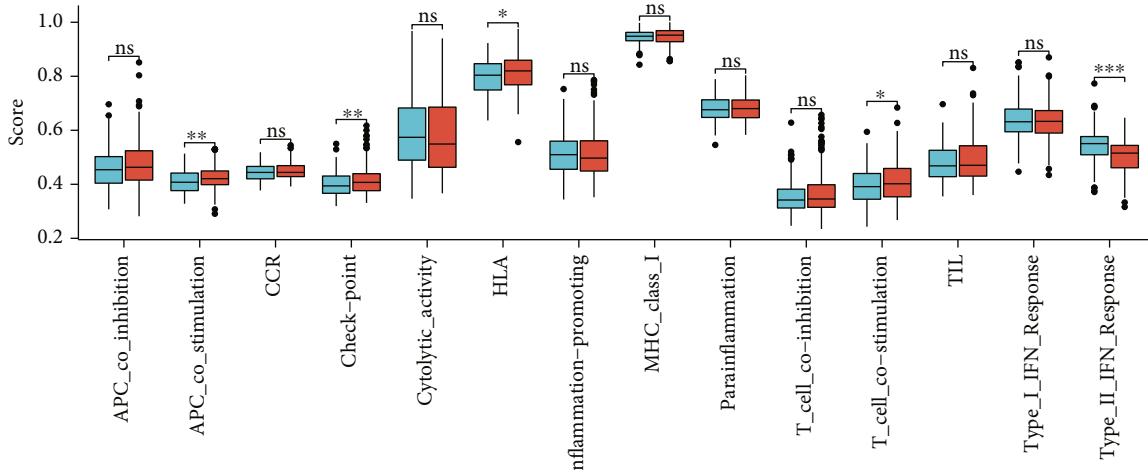 Score
1.0
0.8
0.6
0.4
0.2
ns
**
ns
**
ns
*
ns
ns
ns
ns
*
ns
ns
***
APC_co_inhibition
APC_co_stimulation
CCR
Check-point
Cytolytic_activity
HLA
nflammation-promoting
MHC_class_I
Parainflammation
T_cell_co-inhibition
T_cell_co-stimulation
TIL
Type_I_IFN_Response
Type_II_IFN_Response